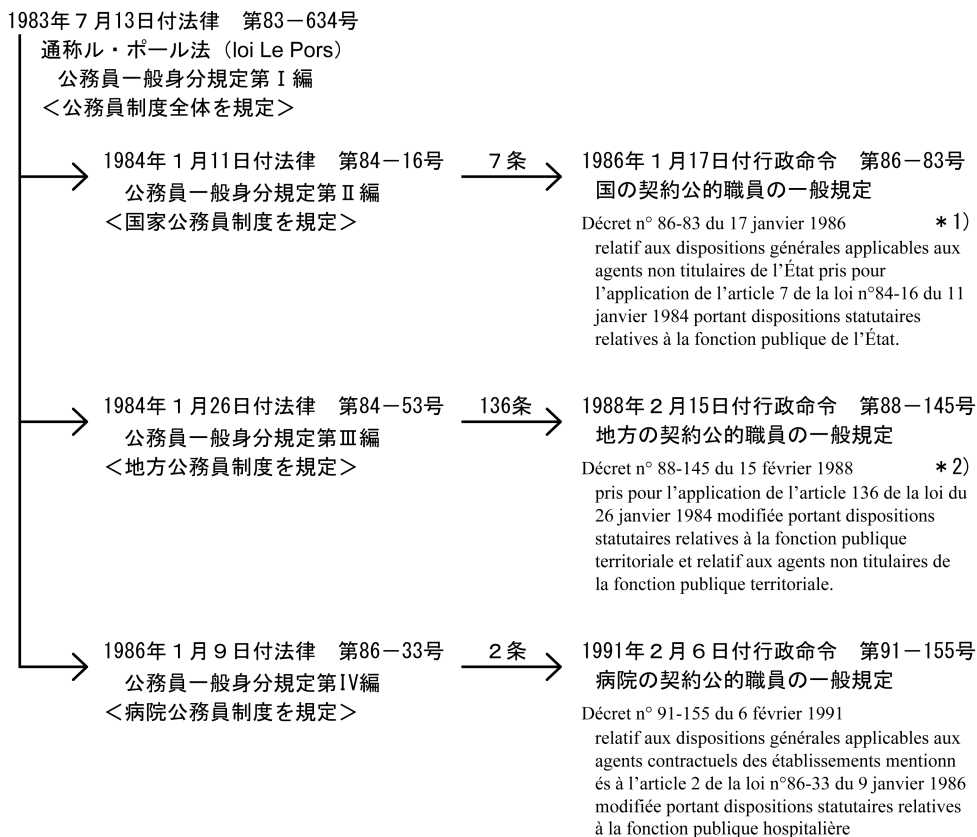 1983年７月13日付法律　第83－634号
通称ル・ポール法（loi Le Pors）
公務員一般身分規定第Ⅰ編
＜公務員制度全体を規定＞
1984年１月11日付法律　第84－16号
公務員一般身分規定第Ⅱ編
＜国家公務員制度を規定＞
７条
1986年１月17日付行政命令　第86－83号
国の契約公的職員の一般規定
Décret n° 86-83 du 17 janvier 1986　＊1）
relatif aux dispositions générales applicables aux
agents non titulaires de l’État pris pour
l’application de l’article 7 de la loi n°84-16 du 11
janvier 1984 portant dispositions statutaires
relatives à la fonction publique de l’État.
1984年１月26日付法律　第84－53号
公務員一般身分規定第Ⅲ編
＜地方公務員制度を規定＞
136条
1988年２月15日付行政命令　第88－145号
地方の契約公的職員の一般規定
Décret n° 88-145 du 15 février 1988　＊2）
pris pour l’application de l’article 136 de la loi du
26 janvier 1984 modifiée portant dispositions
statutaires relatives à la fonction publique
territoriale et relatif aux agents non titulaires de
la fonction publique territoriale.
1986年１月９日付法律　第86－33号
公務員一般身分規定第Ⅳ編
＜病院公務員制度を規定＞
２条
1991年２月６日付行政命令　第91－155号
病院の契約公的職員の一般規定
Décret n° 91-155 du 6 février 1991
relatif aux dispositions générales applicables aux
agents contractuels des établissements mentionn
és à l’article 2 de la loi n°86-33 du 9 janvier 1986
modifiée portant dispositions statutaires relatives
à la fonction publique hospitalière